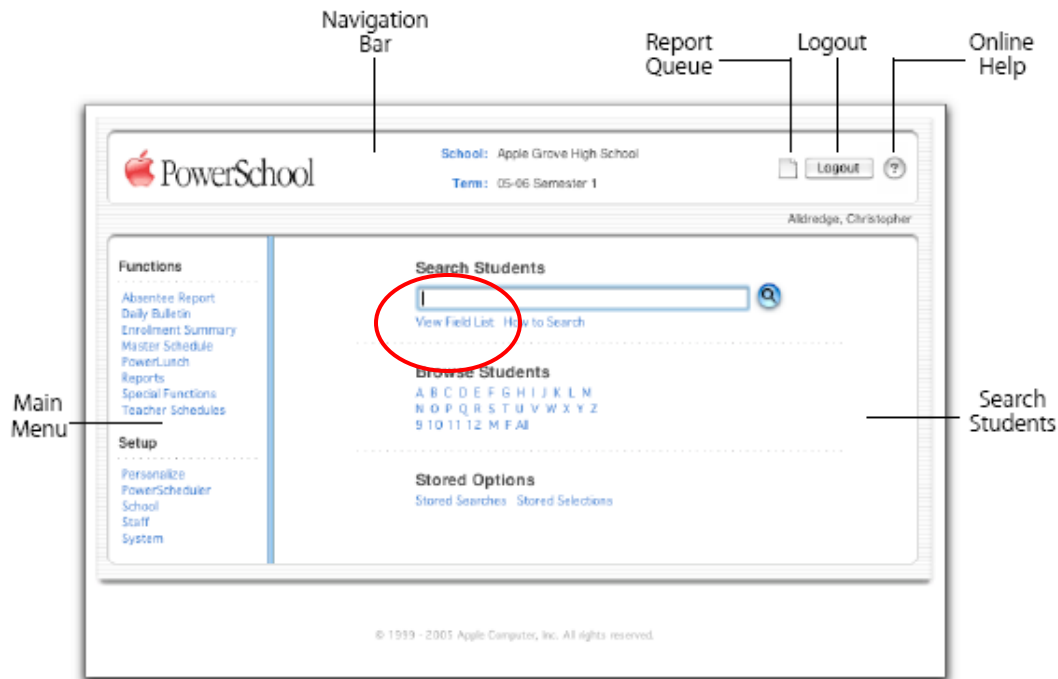 Navigation
Bar
Report
Queue
Logout
Online
Help
PowerSchool
School: Apple Grove High School
Term: 05-06 Semester 1
Logout
?
Alldredge, Christopher
Functions
Absentee Report
Daily Bulletin
Enrollment Summary
Master Schedule
PowerLunch
Reports
Special Functions
Teacher Schedules
Setup
Personalize
PowerScheduler
School
Staff
System
Search Students
View Field List How to Search
Browse Students
A B C D E F G H I J K L M
N O P Q R S T U V W X Y Z
9 10 11 12 M F All
Stored Options
Stored Searches Stored Selections
Main
Menu
Search
Students
© 1999 - 2005 Apple Computer, Inc. All rights reserved.